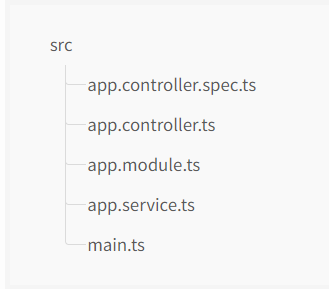 src
app.controller.spec.ts
app.controller.ts
app.module.ts
app.service.ts
main.ts